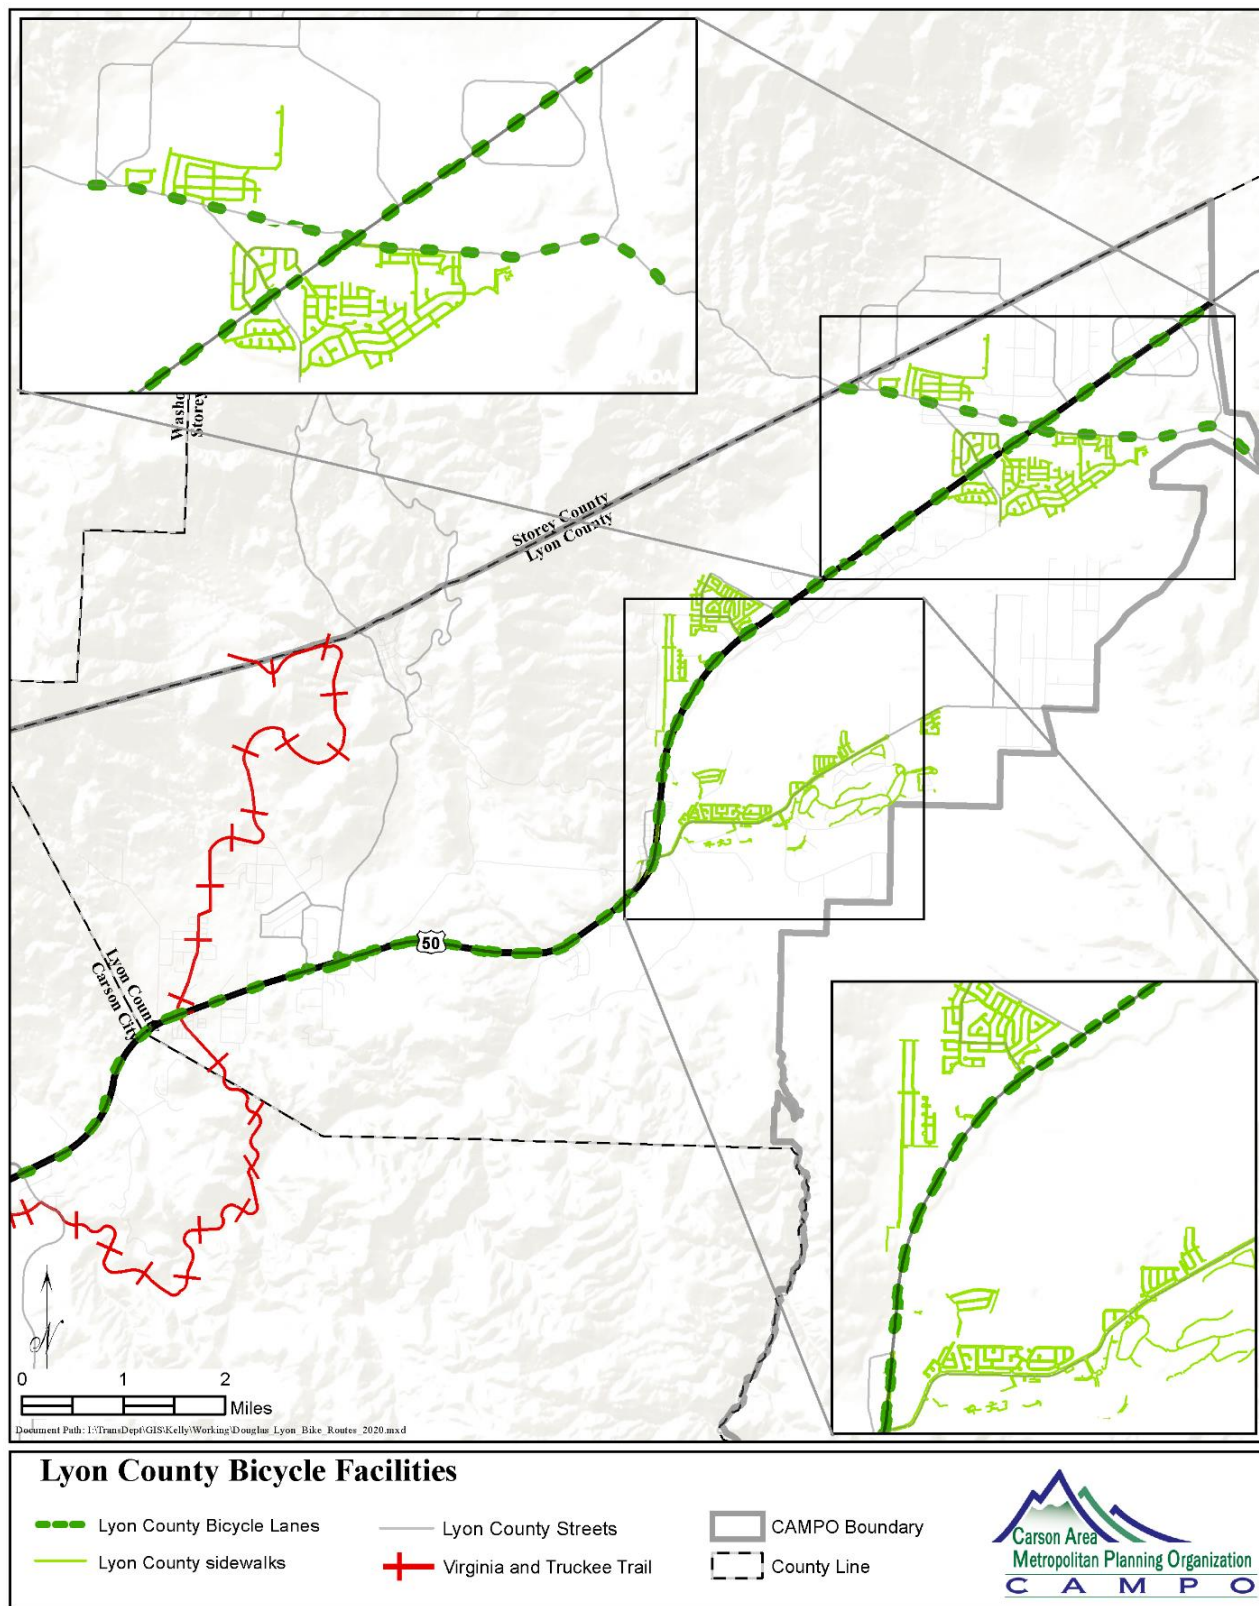 Washo
Storey
Storey County
Lyon County
50
Lyon County
Carson City
N
0 1 2
Miles
Document Path: I:\TransDept\GIS\Kelly\Working\Douglas_Lyon_Bike_Routes_2020.mxd
Lyon County Bicycle Facilities
Lyon County Bicycle Lanes
Lyon County Streets
CAMPO Boundary
Lyon County sidewalks
Virginia and Truckee Trail
County Line
Carson Area
Metropolitan Planning Organization
CAMPO